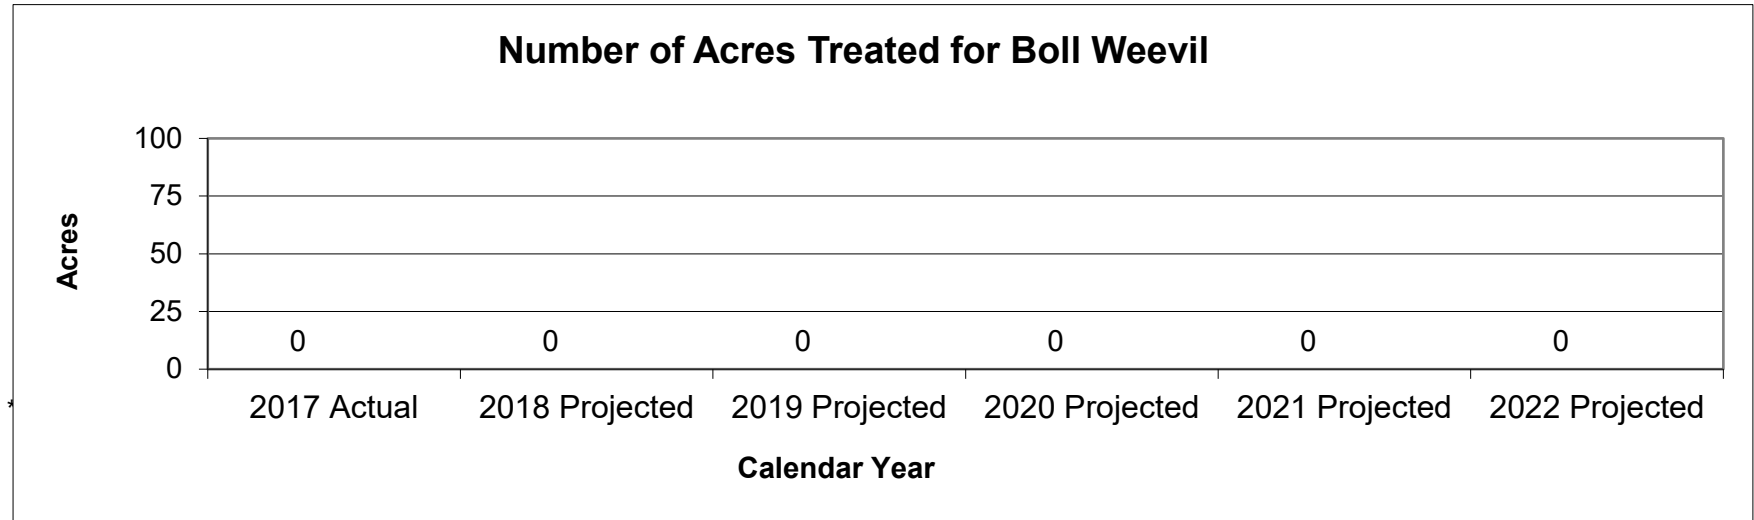 Number of Acres Treated for Boll Weevil
100
75
50
25
0
Acres
0 0 0 0 0 0
2017 Actual 2018 Projected 2019 Projected 2020 Projected 2021 Projected 2022 Projected
*
Calendar Year